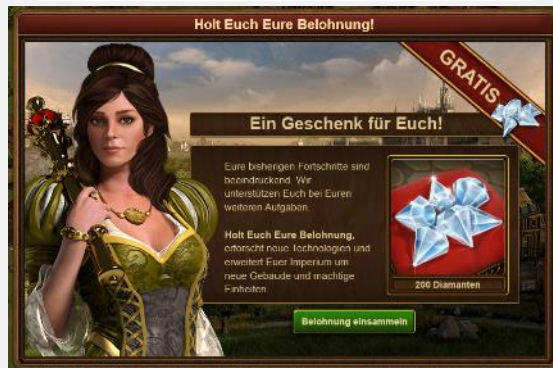 Holt Euch Eure Belohnung!
GRATIS
Ein Geschenk für Euch!
Eure bisherigen Fortschritte sind
beeindruckend. Wir
unterstützen Euch bei Euren
weiteren Aufgaben.
Holt Euch Eure Belohnung,
erforscht neue Technologien und
erweitert Euer Imperium um
neue Gebäude und mächtige
Einheiten.
200 Diamanten
Belohnung einsammeln